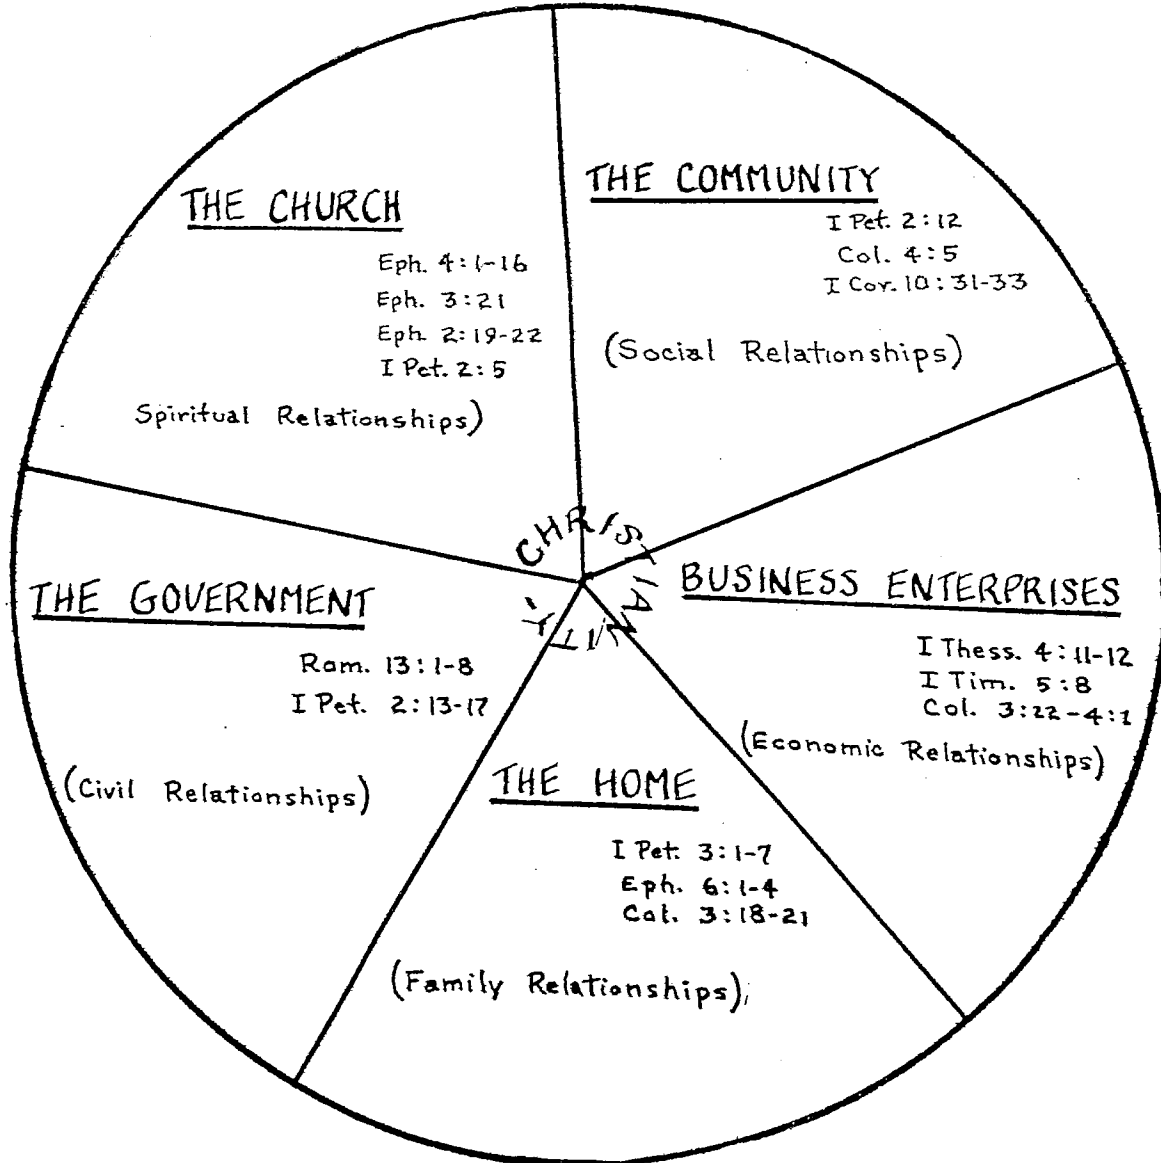 THE CHURCH
Eph. 4:1-16
Eph. 3:21
Eph. 2:19-22
I Pet. 2:5
Spiritual Relationships)
THE COMMUNITY
I Pet. 2:12
Col. 4:5
I Cor. 10:31-33
(Social Relationships)
CHRISTIANITY
BUSINESS ENTERPRISES
I Thess. 4:11-12
I Tim. 5:8
Col. 3:22-4:1
(Economic Relationships)
THE HOME
I Pet. 3:1-7
Eph. 6:1-4
Col. 3:18-21
(Family Relationships)
THE GOVERNMENT
Rom. 13:1-8
I Pet. 2:13-17
(Civil Relationships)